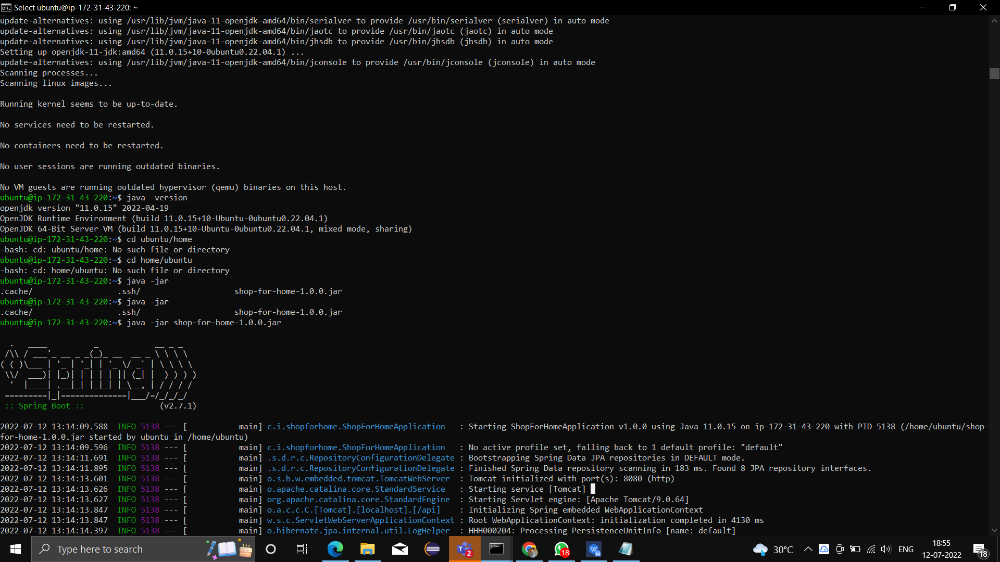 Select ubuntu@ip-172-31-43-220: ~
update-alternatives: using /usr/lib/jvm/java-11-openjdk-amd64/bin/serialver to provide /usr/bin/serialver (serialver) in auto mode
update-alternatives: using /usr/lib/jvm/java-11-openjdk-amd64/bin/jaotc to provide /usr/bin/jaotc (jaotc) in auto mode
update-alternatives: using /usr/lib/jvm/java-11-openjdk-amd64/bin/jhsdb to provide /usr/bin/jhsdb (jhsdb) in auto mode
Setting up openjdk-11-jdk:amd64 (11.0.15+10-0ubuntu0.22.04.1) ...
update-alternatives: using /usr/lib/jvm/java-11-openjdk-amd64/bin/jconsole to provide /usr/bin/jconsole (jconsole) in auto mode
Scanning processes...
Scanning linux images...
Running kernel seems to be up-to-date.
No services need to be restarted.
No containers need to be restarted.
No user sessions are running outdated binaries.
No VM guests are running outdated hypervisor (qemu) binaries on this host.
ubuntu@ip-172-31-43-220:~$ java -version
openjdk version "11.0.15" 2022-04-19
OpenJDK Runtime Environment (build 11.0.15+10-Ubuntu-0ubuntu0.22.04.1)
OpenJDK 64-Bit Server VM (build 11.0.15+10-Ubuntu-0ubuntu0.22.04.1, mixed mode, sharing)
ubuntu@ip-172-31-43-220:~$ cd ubuntu/home
-bash: cd: ubuntu/home: No such file or directory
ubuntu@ip-172-31-43-220:~$ cd home/ubuntu
-bash: cd: home/ubuntu: No such file or directory
ubuntu@ip-172-31-43-220:~$ java -jar
.cache/ .ssh/ shop-for-home-1.0.0.jar
ubuntu@ip-172-31-43-220:~$ java -jar
.cache/ .ssh/ shop-for-home-1.0.0.jar
ubuntu@ip-172-31-43-220:~$ java -jar shop-for-home-1.0.0.jar
Spring
:: Spring Boot :: (v2.7.1)
2022-07-12 13:14:09.588 INFO 5138 --- [ main] c.i.shopforhome.ShopForHomeApplication : Starting ShopForHomeApplication v1.0.0 using Java 11.0.15 on ip-172-31-43-220 with PID 5138 (/home/ubuntu/shop-
for-home-1.0.0.jar started by ubuntu in /home/ubuntu)
2022-07-12 13:14:09.596 INFO 5138 --- [ main] c.i.shopforhome.ShopForHomeApplication : No active profile set, falling back to 1 default profile: "default"
2022-07-12 13:14:11.691 INFO 5138 --- [ main] .s.d.r.c.RepositoryConfigurationDelegate : Bootstrapping Spring Data JPA repositories in DEFAULT mode.
2022-07-12 13:14:11.895 INFO 5138 --- [ main] .s.d.r.c.RepositoryConfigurationDelegate : Finished Spring Data repository scanning in 183 ms. Found 8 JPA repository interfaces.
2022-07-12 13:14:13.601 INFO 5138 --- [ main] o.s.b.w.embedded.tomcat.TomcatWebServer : Tomcat initialized with port(s): 8080 (http)
2022-07-12 13:14:13.626 INFO 5138 --- [ main] o.apache.catalina.core.StandardService : Starting service [Tomcat]
2022-07-12 13:14:13.627 INFO 5138 --- [ main] org.apache.catalina.core.StandardEngine : Starting Servlet engine: [Apache Tomcat/9.0.64]
2022-07-12 13:14:13.847 INFO 5138 --- [ main] o.a.c.c.C.[Tomcat].[localhost].[/api] : Initializing Spring embedded WebApplicationContext
2022-07-12 13:14:13.847 INFO 5138 --- [ main] w.s.c.ServletWebServerApplicationContext : Root WebApplicationContext: initialization completed in 4130 ms
2022-07-12 13:14:14.397 INFO 5138 --- [ main] o.hibernate.jpa.internal.util.LogHelper : HHH000204: Processing PersistenceUnitInfo [name: default]
Type here to search
2
18
30°C
ENG
18:55
12-07-2022
18